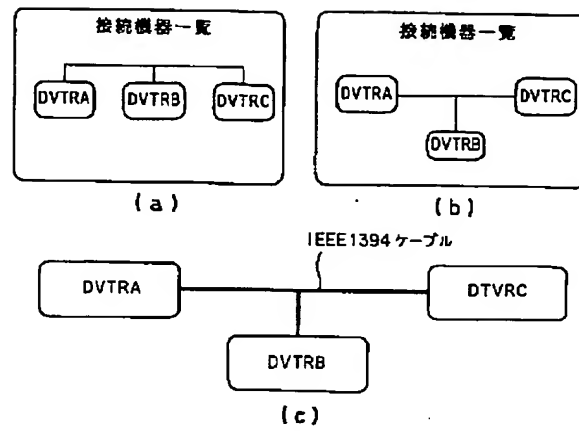 接続機器一覧
DVTRA DVTRB DVTRC
(a)
接続機器一覧
DVTRA DVTRC
DVTRB
(b)
IEEE1394ケーブル
DVTRA DTVRC
DVTRB
(c)